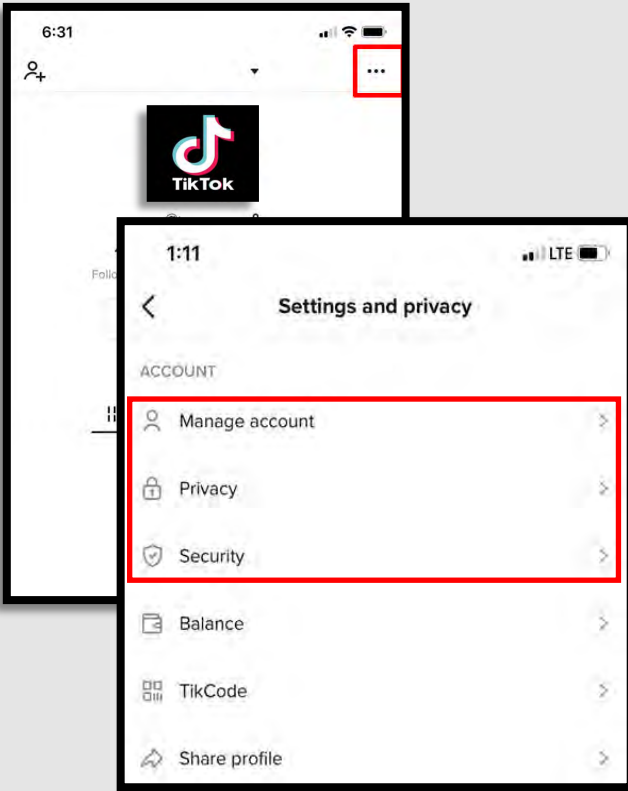 6:31
TikTok
1:11
LTE
Settings and privacy
ACCOUNT
Manage account
Privacy
Security
Balance
TikCode
Share profile